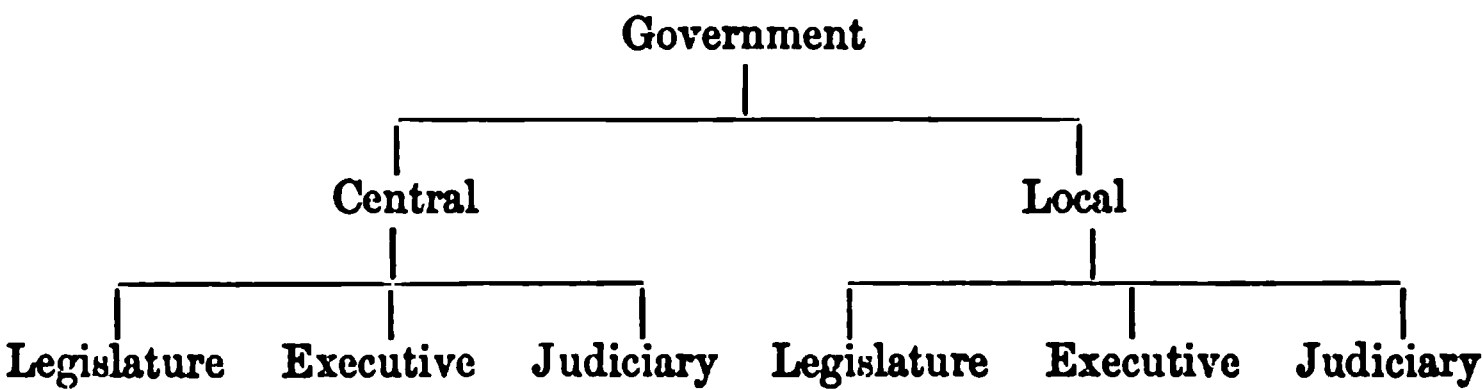 Government
Central Local
Legislature Executive Judiciary Legislature Executive Judiciary